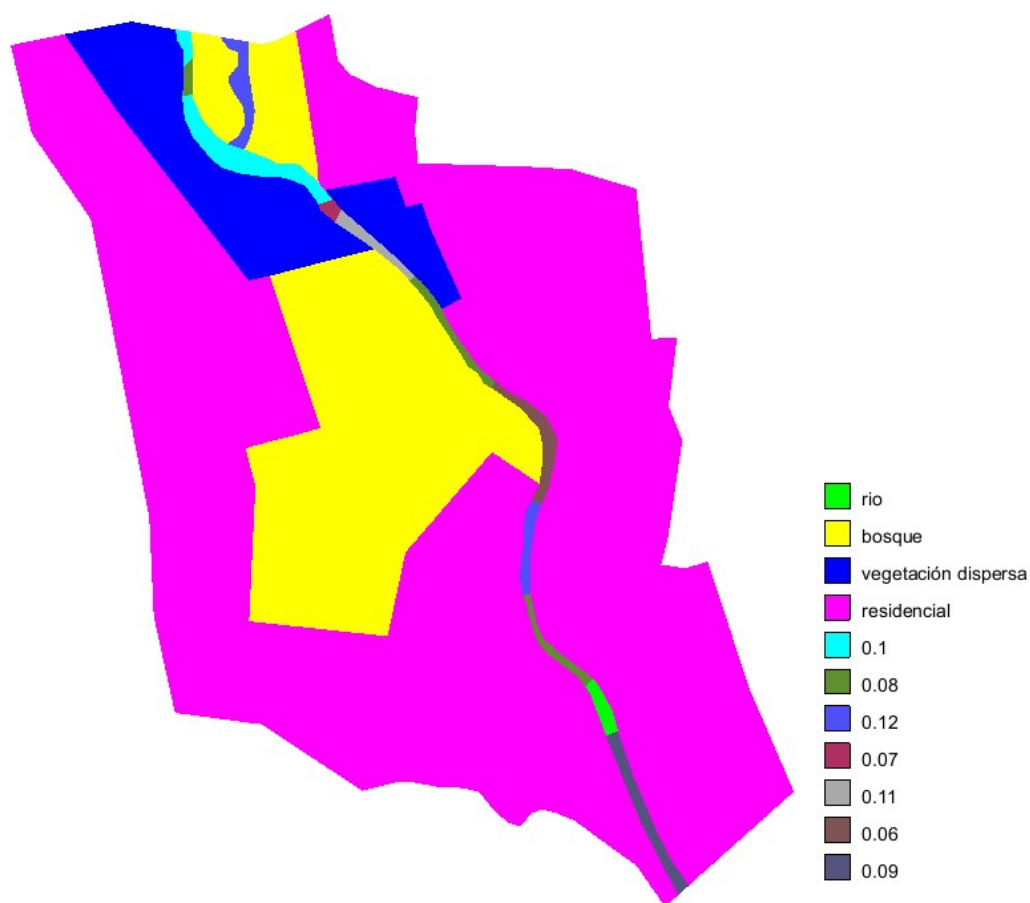 rio
bosque
vegetación dispersa
residencial
0.1
0.08
0.12
0.07
0.11
0.06
0.09